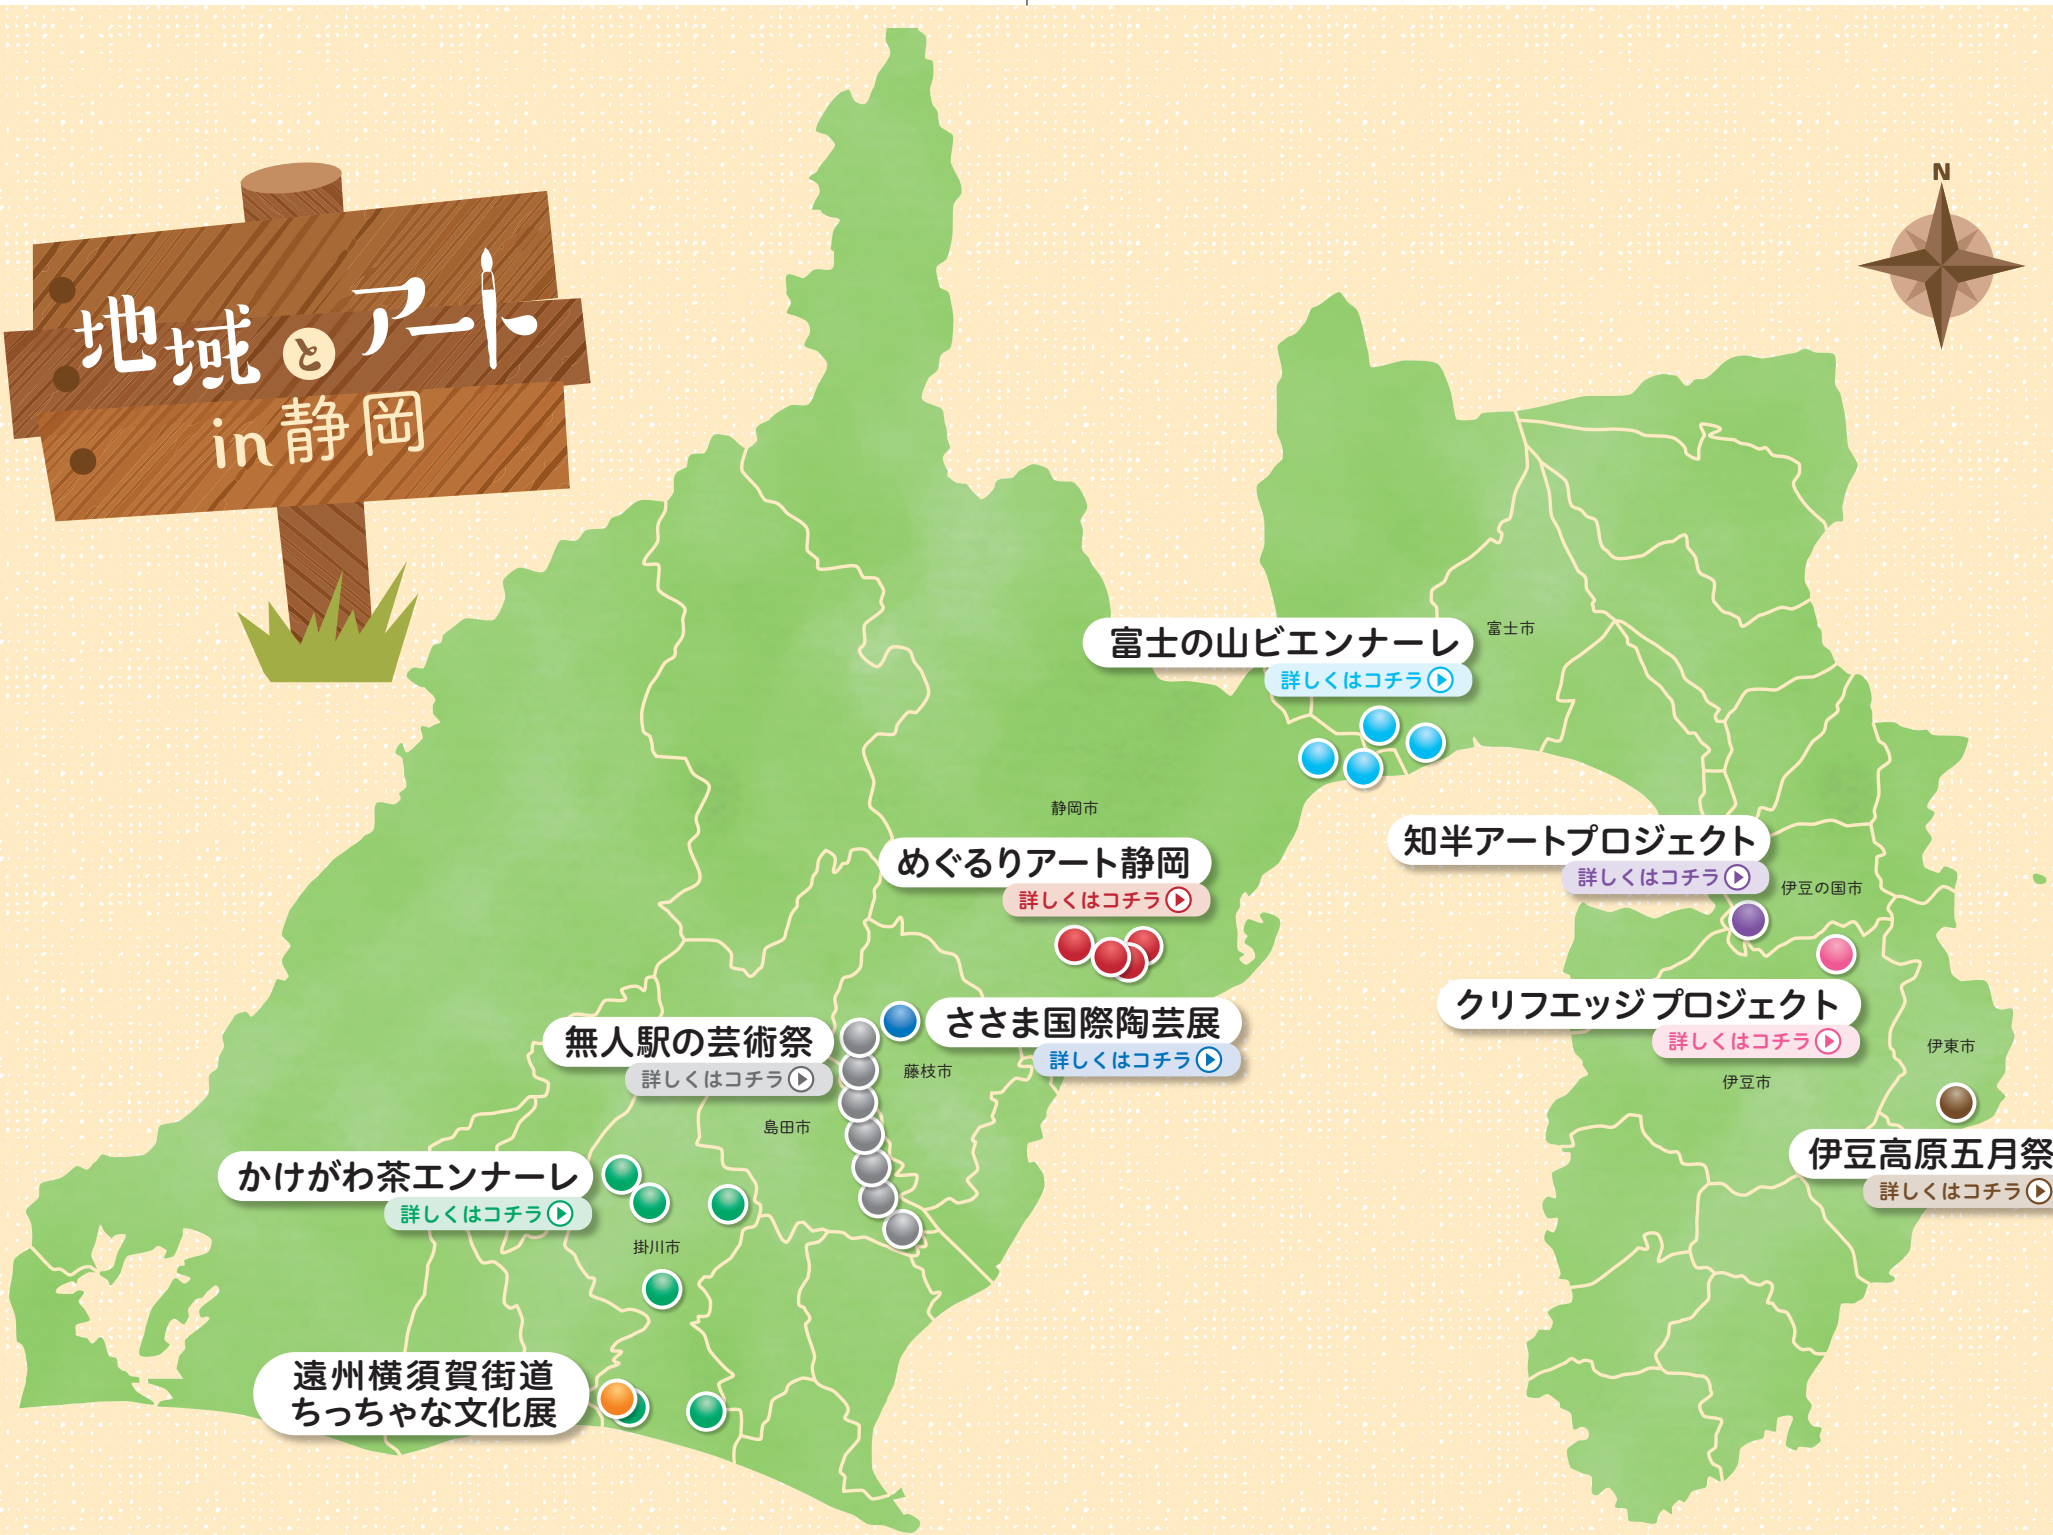 地域とアート
in静岡
N
富士の山ビエンナーレ
詳しくはコチラ
富士市
静岡市
めぐるりアート静岡
詳しくはコチラ
知半アートプロジェクト
詳しくはコチラ
伊豆の国市
クリフエッジプロジェクト
詳しくはコチラ
伊東市
伊豆市
ささま国際陶芸展
詳しくはコチラ
無人駅の芸術祭
詳しくはコチラ
藤枝市
島田市
伊豆高原五月祭
詳しくはコチラ
かけがわ茶エンナーレ
詳しくはコチラ
掛川市
遠州横須賀街道
ちっちゃな文化展